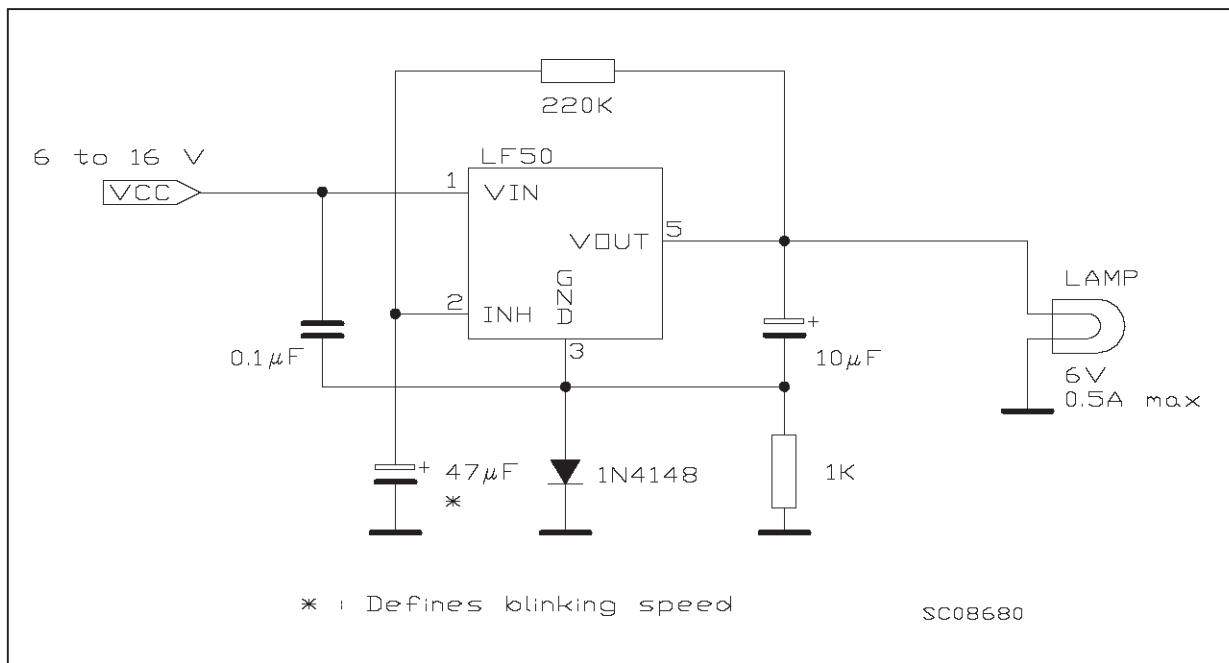 220K
6 to 16 V
LF50
VCC
1
VIN
5
VOUT
GND
2
INH
LAMP
3
0.1µF
+
10µF
6V
0.5A max
+
47µF
*
1N4148
1K
* : Defines blinking speed
SC08680